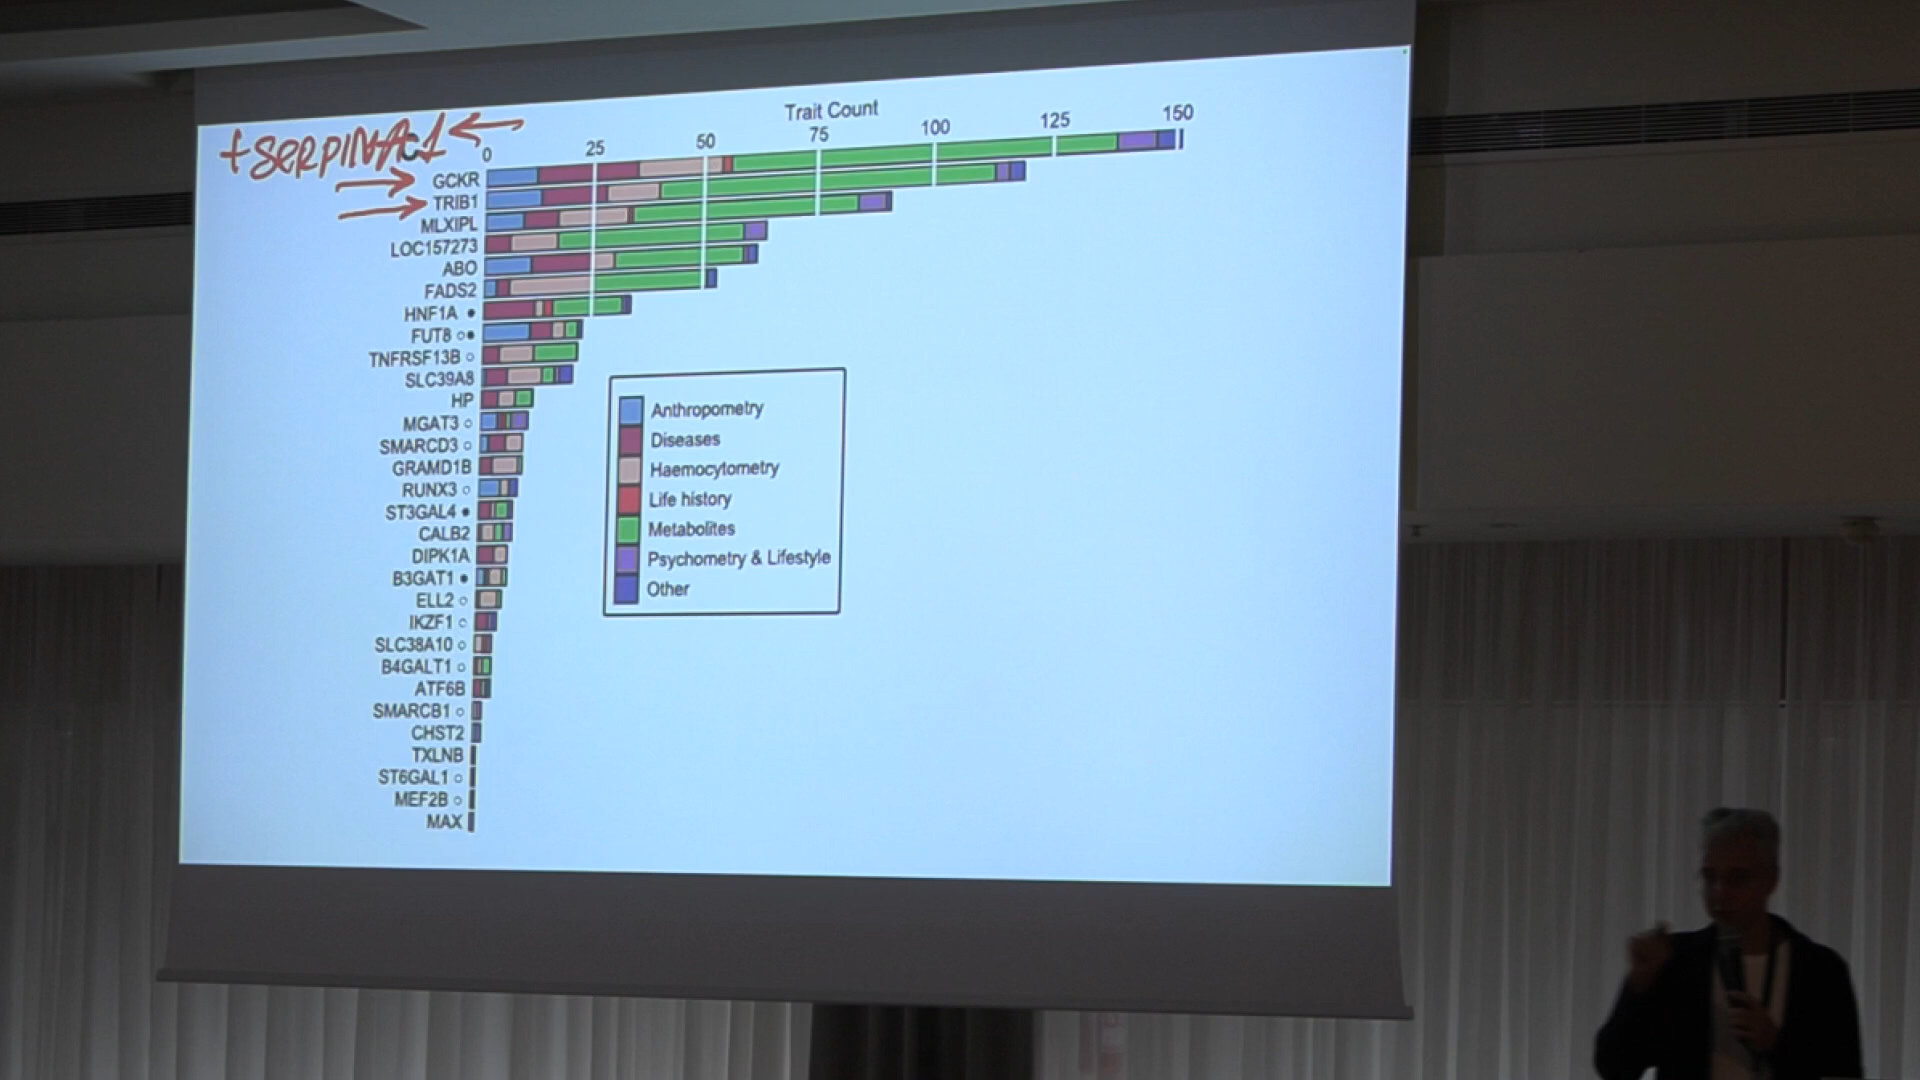 Trait Count
0 25 50 75 100 125 150
+SERPINA1
GCKR
TRIB1
MLXIPL
LOC157273
ABO
FADS2
HNF1A •
FUT8 ○•
TNFRSF13B ○
SLC39A8
HP
MGAT3 ○
SMARCD3 ○
GRAMD1B
RUNX3 ○
ST3GAL4 •
CALB2
DIPK1A
B3GAT1 •
ELL2 ○
IKZF1 ○
SLC38A10 ○
B4GALT1 ○
ATF6B
SMARCB1 ○
CHST2
TXLNB
ST6GAL1 ○
MEF2B ○
MAX
Anthropometry
Diseases
Haemocytometry
Life history
Metabolites
Psychometry & Lifestyle
Other